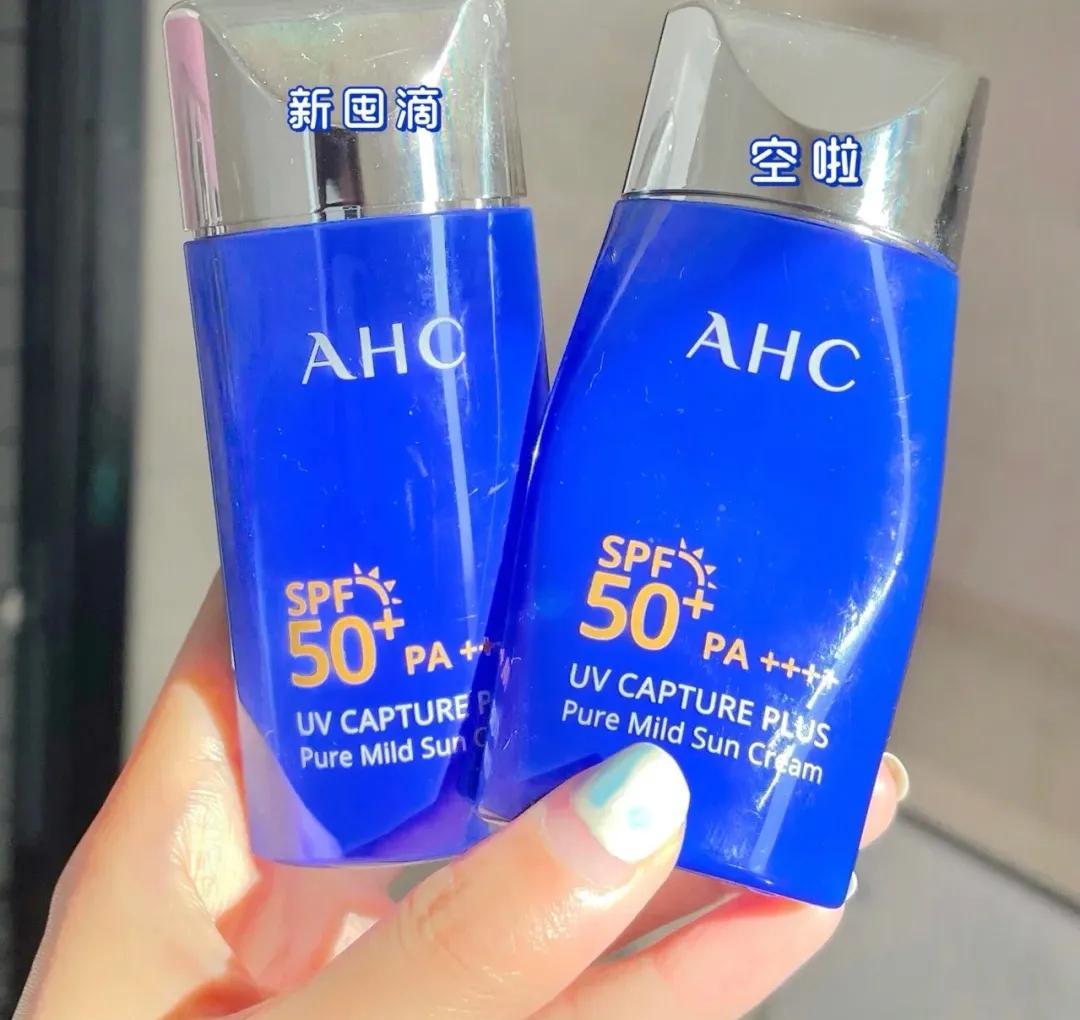 新囤滴
AHC
SPF
50+ PA ++
UV CAPTURE
Pure Mild Sun
空啦
AHC
SPF
50+ PA ++++
UV CAPTURE PLUS
Pure Mild Sun Cream